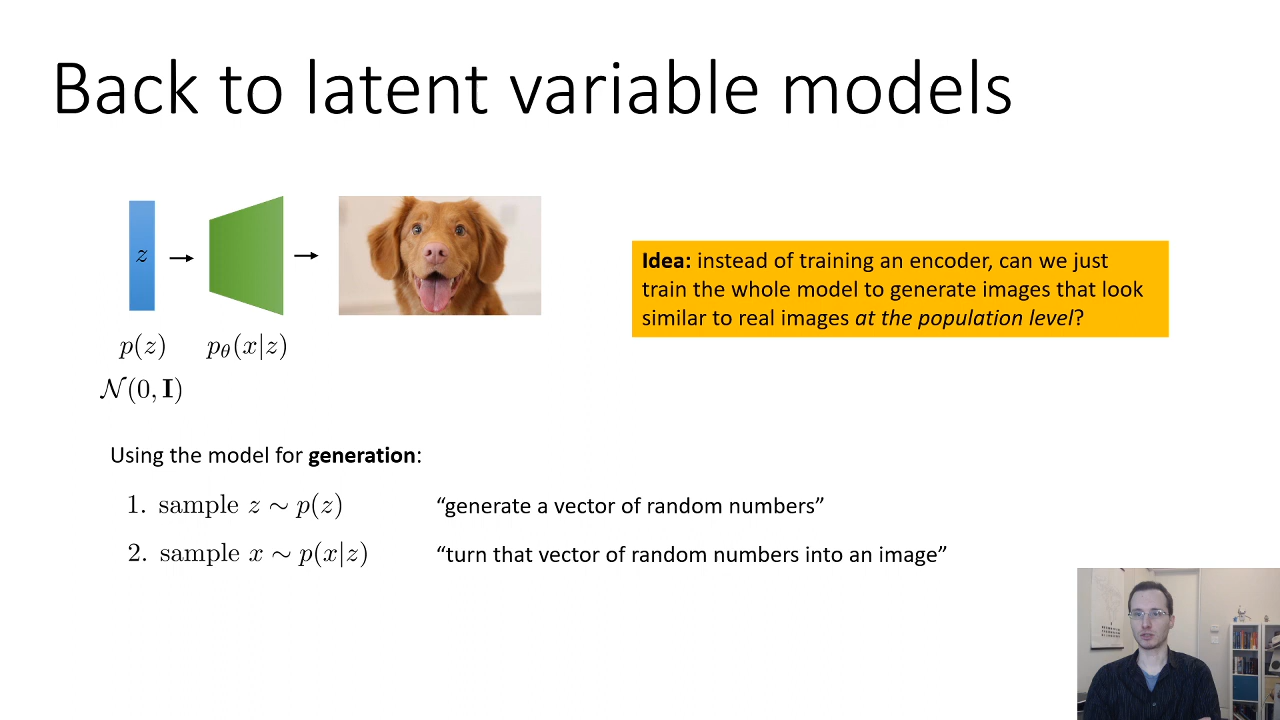 Back to latent variable models
z
p(z)
p_θ(x|z)
𝒩(0, I)
Idea: instead of training an encoder, can we just
train the whole model to generate images that look
similar to real images at the population level?
Using the model for generation:
1. sample z ∼ p(z)
“generate a vector of random numbers”
2. sample x ∼ p(x|z)
“turn that vector of random numbers into an image”